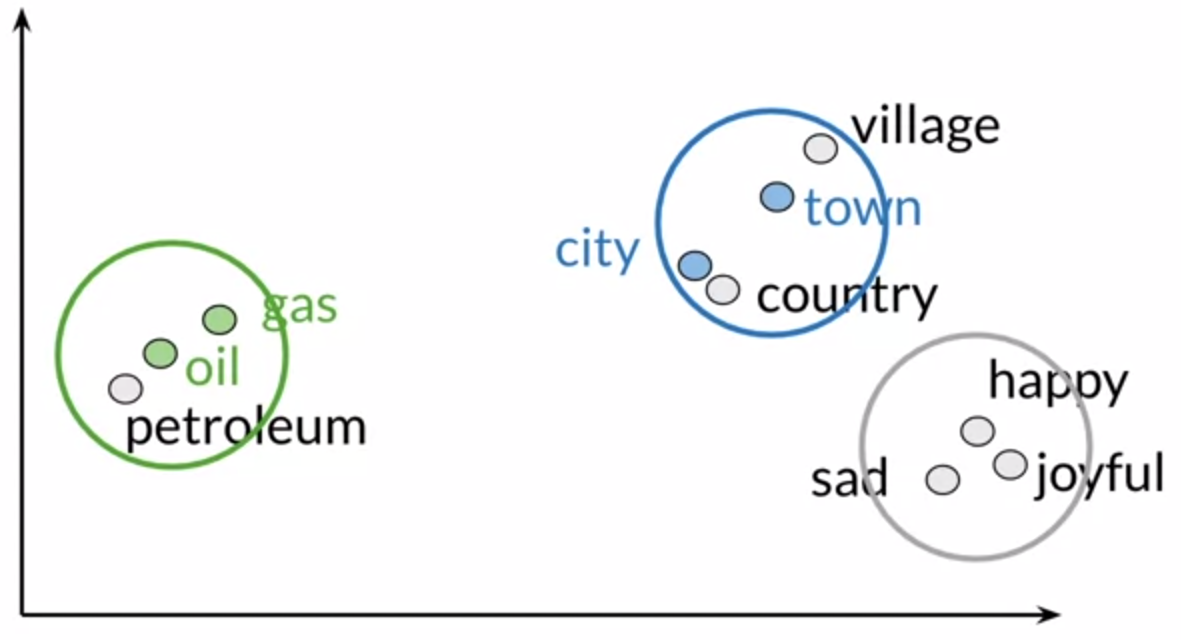 village
town
city
country
gas
oil
petroleum
happy
sad
joyful